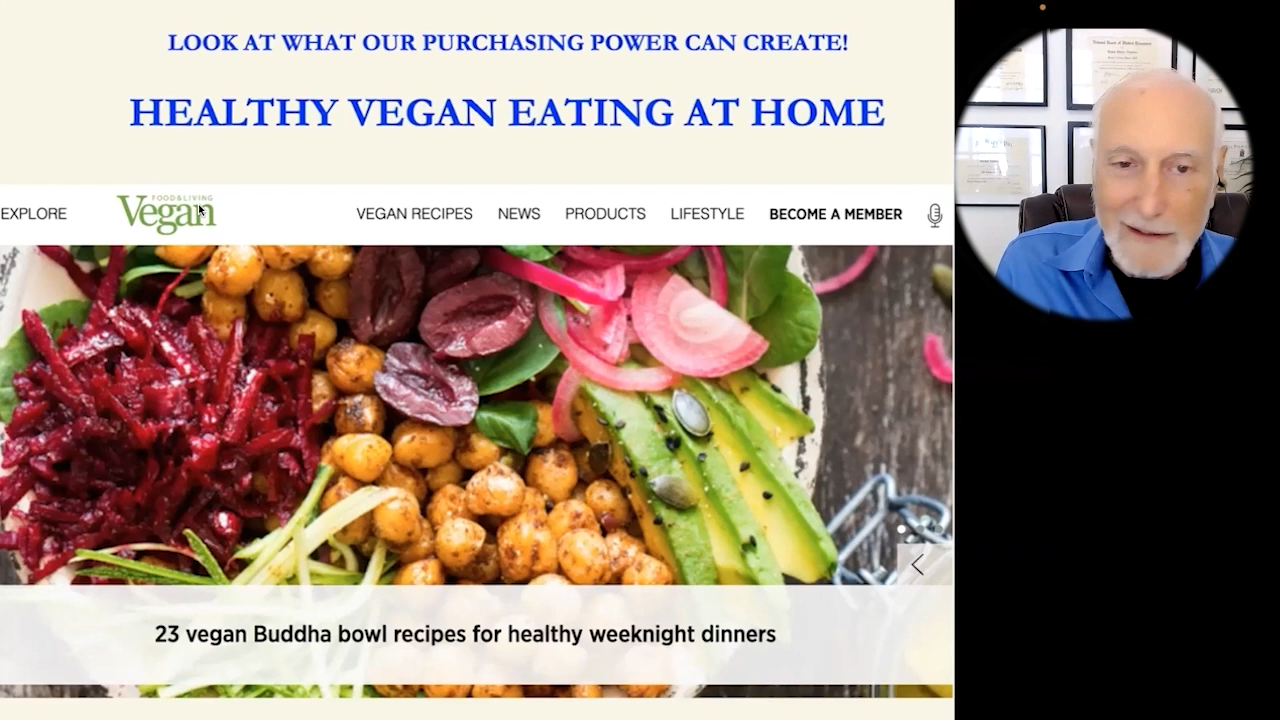 LOOK AT WHAT OUR PURCHASING POWER CAN CREATE!
HEALTHY VEGAN EATING AT HOME
EXPLORE
FOOD & LIVING
Vegan
VEGAN RECIPES
NEWS
PRODUCTS
LIFESTYLE
BECOME A MEMBER
23 vegan Buddha bowl recipes for healthy weeknight dinners